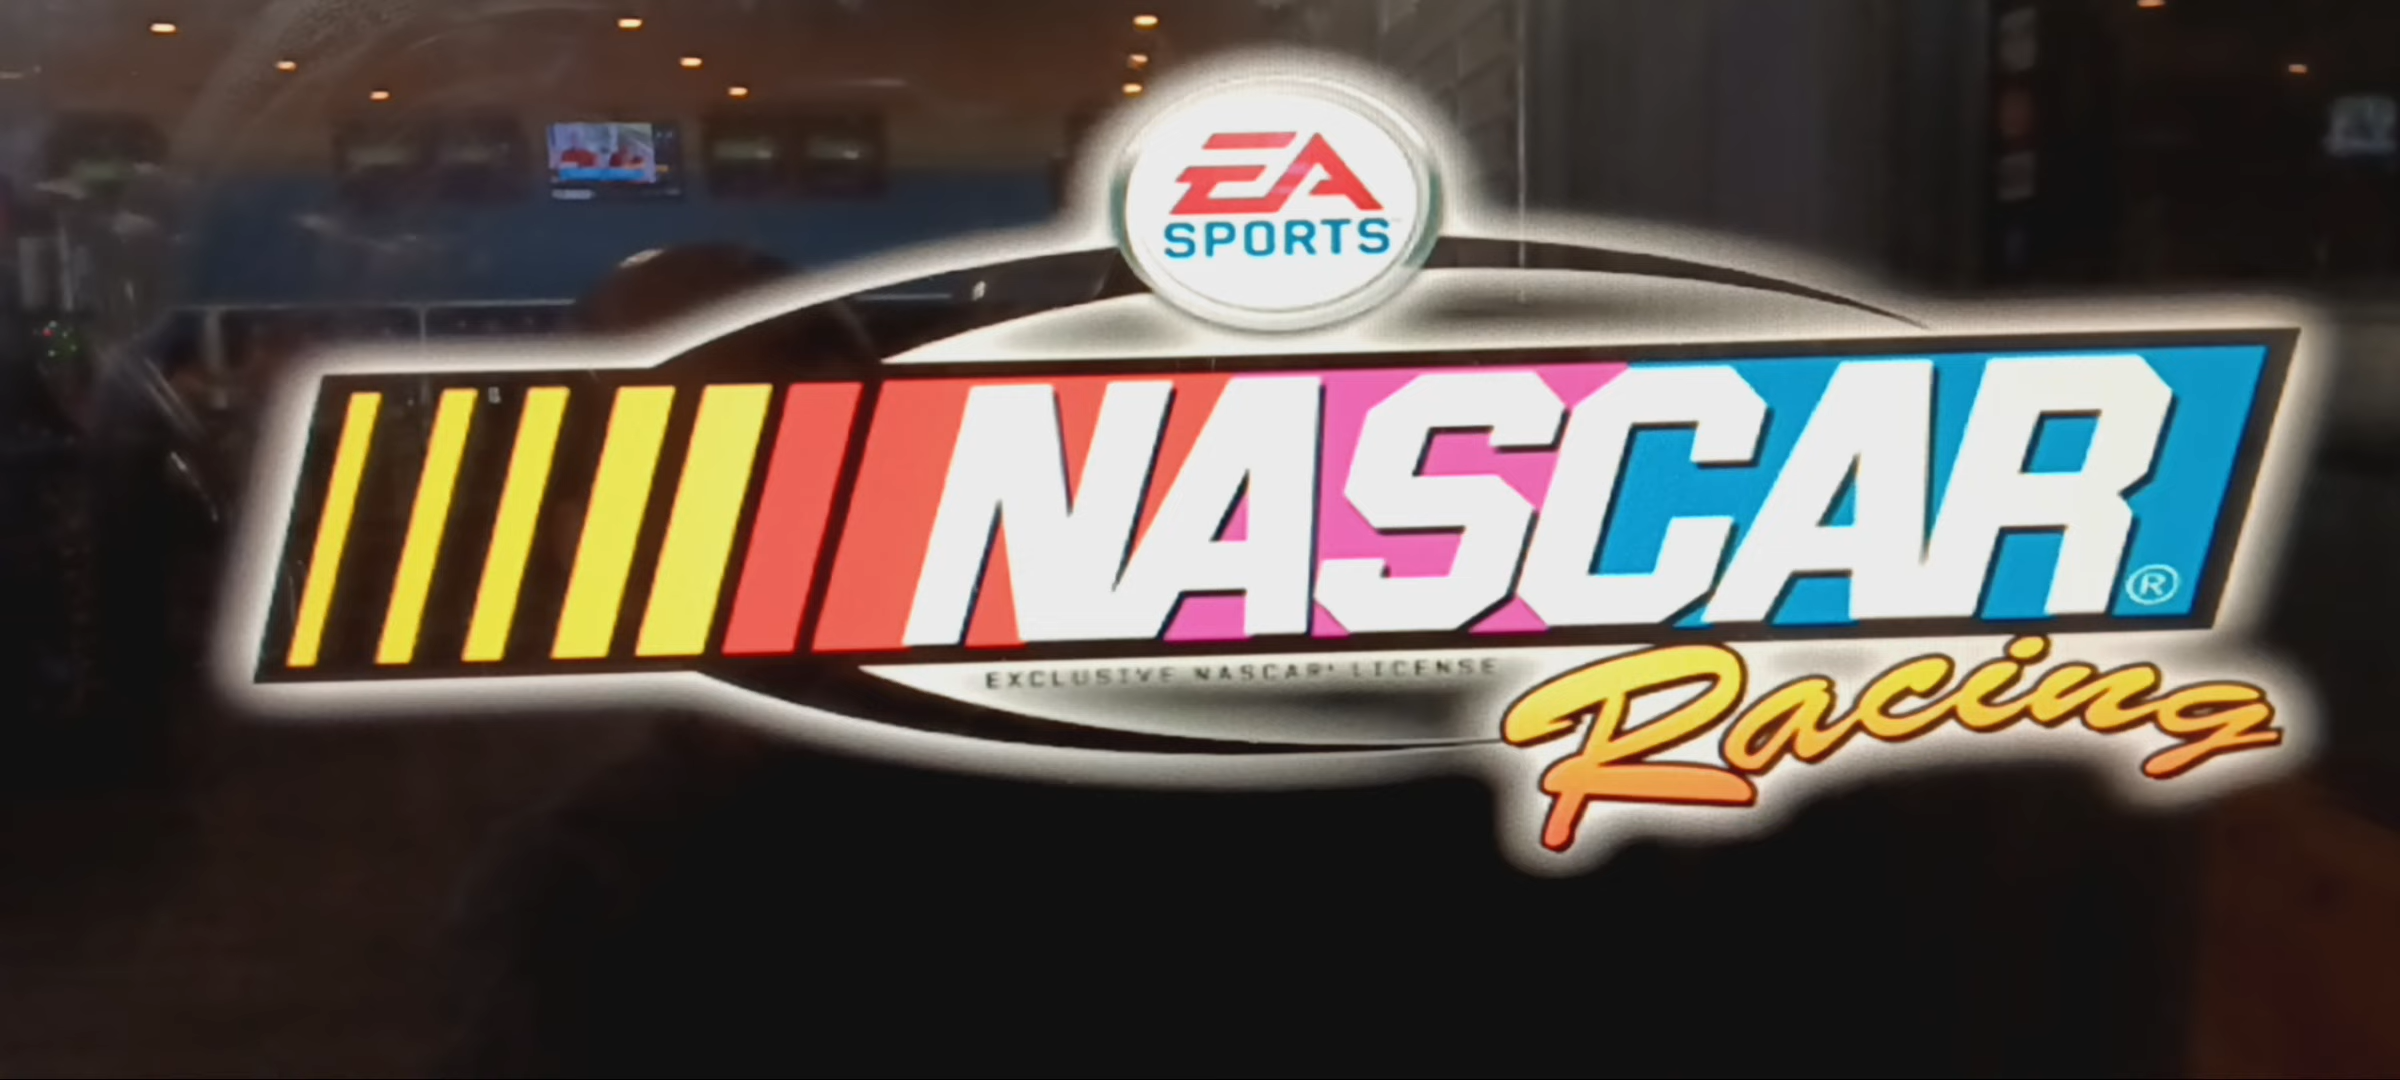 EA
SPORTS
NASCAR®
EXCLUSIVE NASCAR® LICENSE
Racing